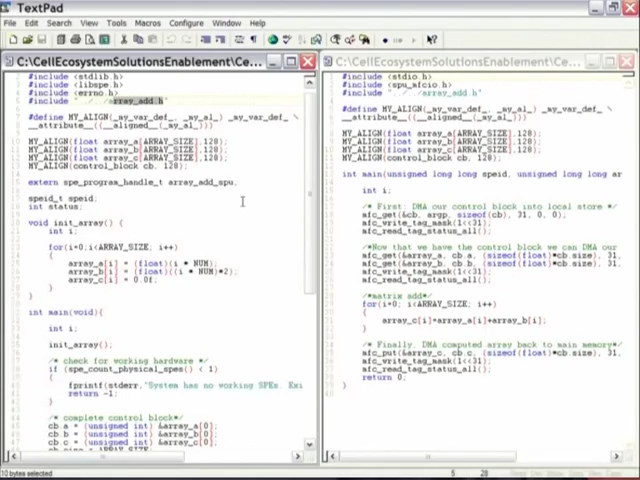 TextPad
File Edit Search View Tools Macros Configure Window Help
C:\CellEcosystemSolutionsEnablement\Ce...
#include <stdlib.h>
#include <libspe.h>
#include <errno.h>
#include "../../array_add.h"
#define MY_ALIGN(_my_var_def_, _my_al_) _my_var_def_ \
__attribute__((__aligned__(_my_al_)))
MY_ALIGN(float array_a[ARRAY_SIZE],128);
MY_ALIGN(float array_b[ARRAY_SIZE],128);
MY_ALIGN(float array_c[ARRAY_SIZE],128);
MY_ALIGN(control_block cb, 128);
extern spe_program_handle_t array_add_spu;
speid_t speid;
int status;
void init_array() {
int i;
for(i=0;i<ARRAY_SIZE; i++)
{
array_a[i] = (float)(i * NUM);
array_b[i] = (float)((i * NUM)*2);
array_c[i] = 0.0f;
}
}
int main(void){
int i;
init_array();
/* check for working hardware */
if (spe_count_physical_spes() < 1)
{
fprintf(stderr,"System has no working SPEs. Exi
return -1;
}
/* complete control block*/
cb.a = (unsigned int) &array_a[0];
cb.b = (unsigned int) &array_b[0];
cb.c = (unsigned int) &array_c[0];
C:\CellEcosystemSolutionsEnablement\Ce...
#include <stdio.h>
#include <spu_mfcio.h>
#include "../../array_add.h"
#define MY_ALIGN(_my_var_def_, _my_al_) _my_var_def_ \
__attribute__((__aligned__(_my_al_)))
MY_ALIGN(float array_a[ARRAY_SIZE],128);
MY_ALIGN(float array_b[ARRAY_SIZE],128);
MY_ALIGN(float array_c[ARRAY_SIZE],128);
MY_ALIGN(control_block cb, 128);
int main(unsigned long long speid, unsigned long long ar
int i;
/* First: DMA our control block into local store */
mfc_get(&cb, argp, sizeof(cb), 31, 0, 0);
mfc_write_tag_mask(1<<31);
mfc_read_tag_status_all();
/*Now that we have the control block we can DMA our
mfc_get(&array_a, cb.a, (sizeof(float)*cb.size), 31,
mfc_get(&array_b, cb.b, (sizeof(float)*cb.size), 31,
mfc_write_tag_mask(1<<31);
mfc_read_tag_status_all();
/*matrix add*/
for(i=0; i<ARRAY_SIZE; i++)
{
array_c[i]=array_a[i]+array_b[i];
}
/* Finally, DMA computed array back to main memory*/
mfc_put(&array_c, cb.c, (sizeof(float)*cb.size), 31,
mfc_write_tag_mask(1<<31);
mfc_read_tag_status_all();
return 0;
}
10 bytes selected
5 28